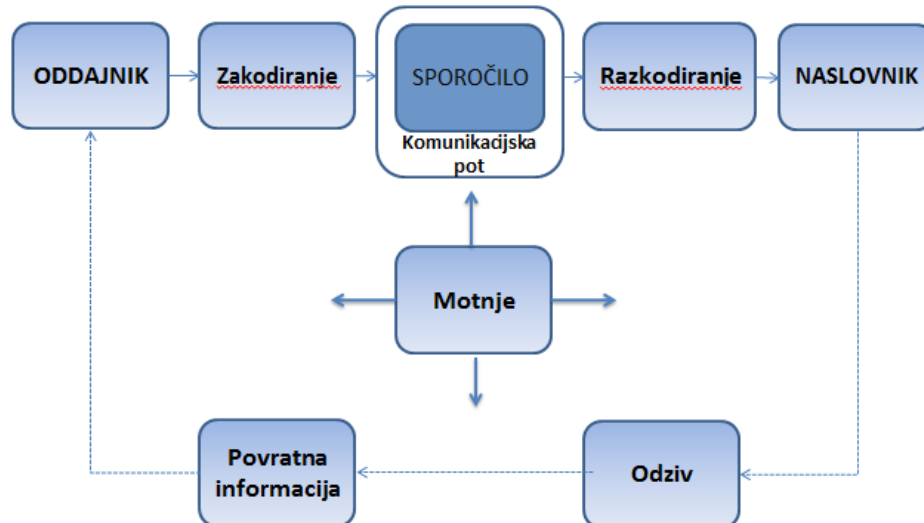 ODDAJNIK
Zakodiranje
SPOROČILO
Komunikacijska
pot
Razkodiranje
NASLOVNIK
Motnje
Povratna
informacija
Odziv